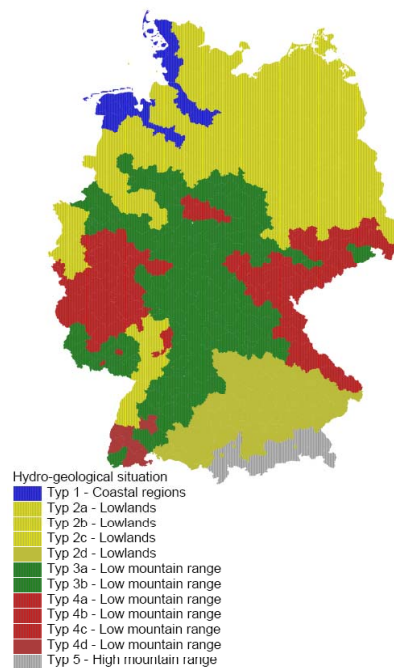 Hydro-geological situation
Typ 1 - Coastal regions
Typ 2a - Lowlands
Typ 2b - Lowlands
Typ 2c - Lowlands
Typ 2d - Lowlands
Typ 3a - Low mountain range
Typ 3b - Low mountain range
Typ 4a - Low mountain range
Typ 4b - Low mountain range
Typ 4c - Low mountain range
Typ 4d - Low mountain range
Typ 5 - High mountain range